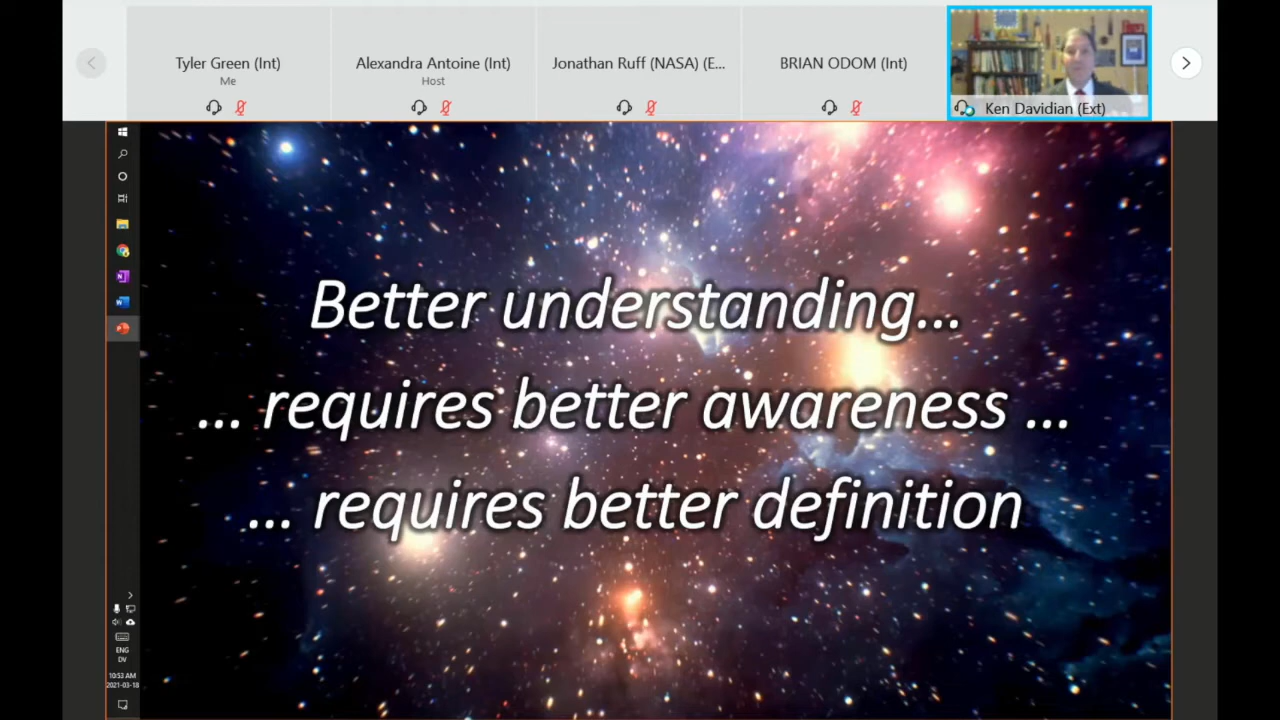 Tyler Green (Int)
Me
Alexandra Antoine (Int)
Host
Jonathan Ruff (NASA) (E...
BRIAN ODOM (Int)
Ken Davidian (Ext)
Better understanding...
... requires better awareness ...
... requires better definition
ENG
DV
10:53 AM
2021-03-18